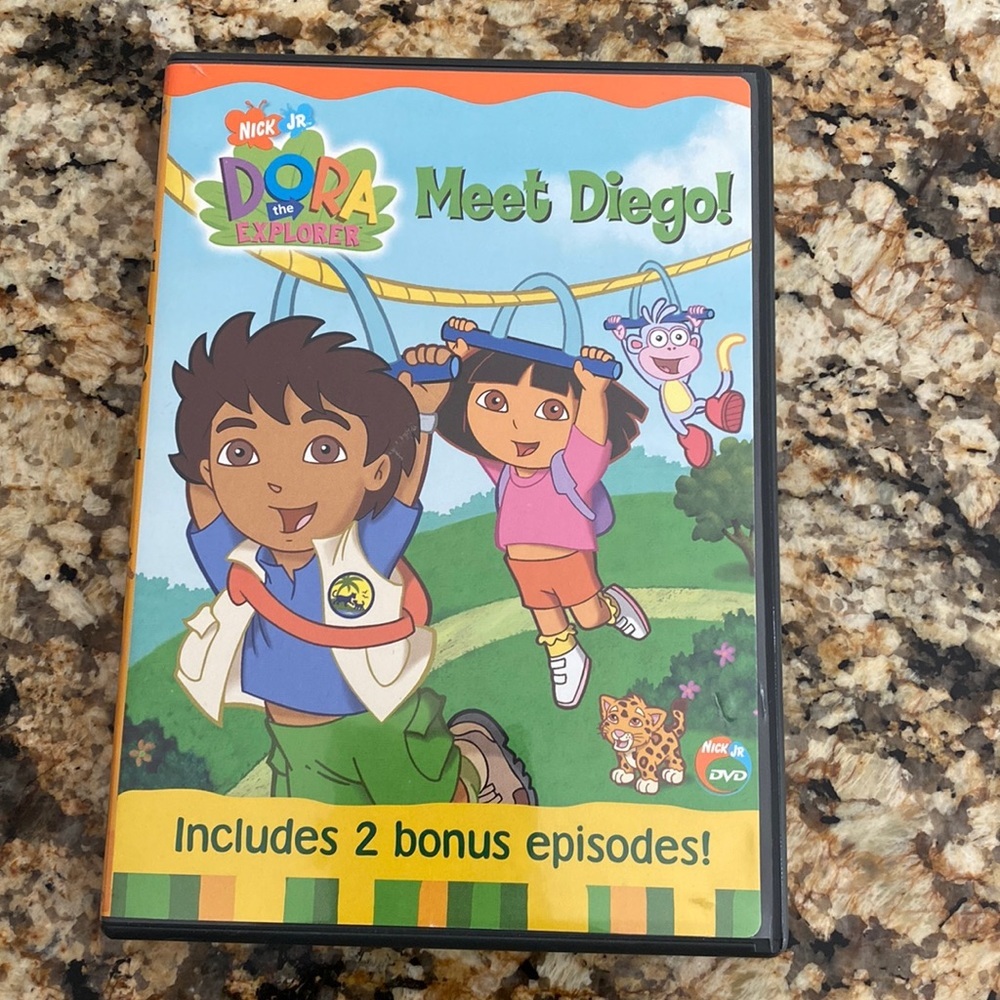 NICK JR.
DORA
the
EXPLORER
Meet Diego!
NICK JR
DVD
Includes 2 bonus episodes!